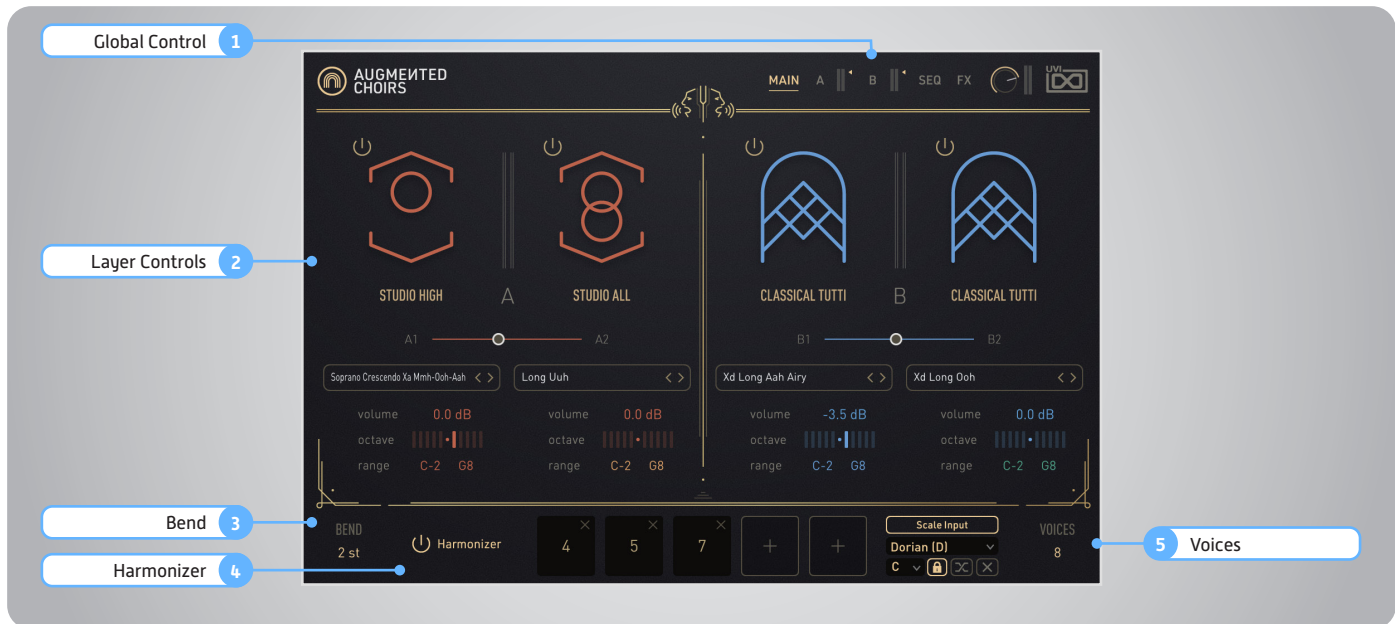 Global Control 1
AUGMEИTED
CHOIRS
MAIN A B SEQ FX
UVI
Layer Controls 2
STUDIO HIGH A STUDIO ALL CLASSICAL TUTTI B CLASSICAL TUTTI
A1 A2 B1 B2
Soprano Crescendo Xa Mmh-Ooh-Aah < > Long Uuh < > Xd Long Aah Airy < > Xd Long Ooh < >
volume 0.0 dB volume 0.0 dB volume -3.5 dB volume 0.0 dB
octave octave octave octave
range C-2 G8 range C-2 G8 range C-2 G8 range C-2 G8
Bend 3
BEND
2 st
Harmonizer 4 5 7 + +
Scale Input
Dorian (D)
C
VOICES
8
5 Voices
Harmonizer 4